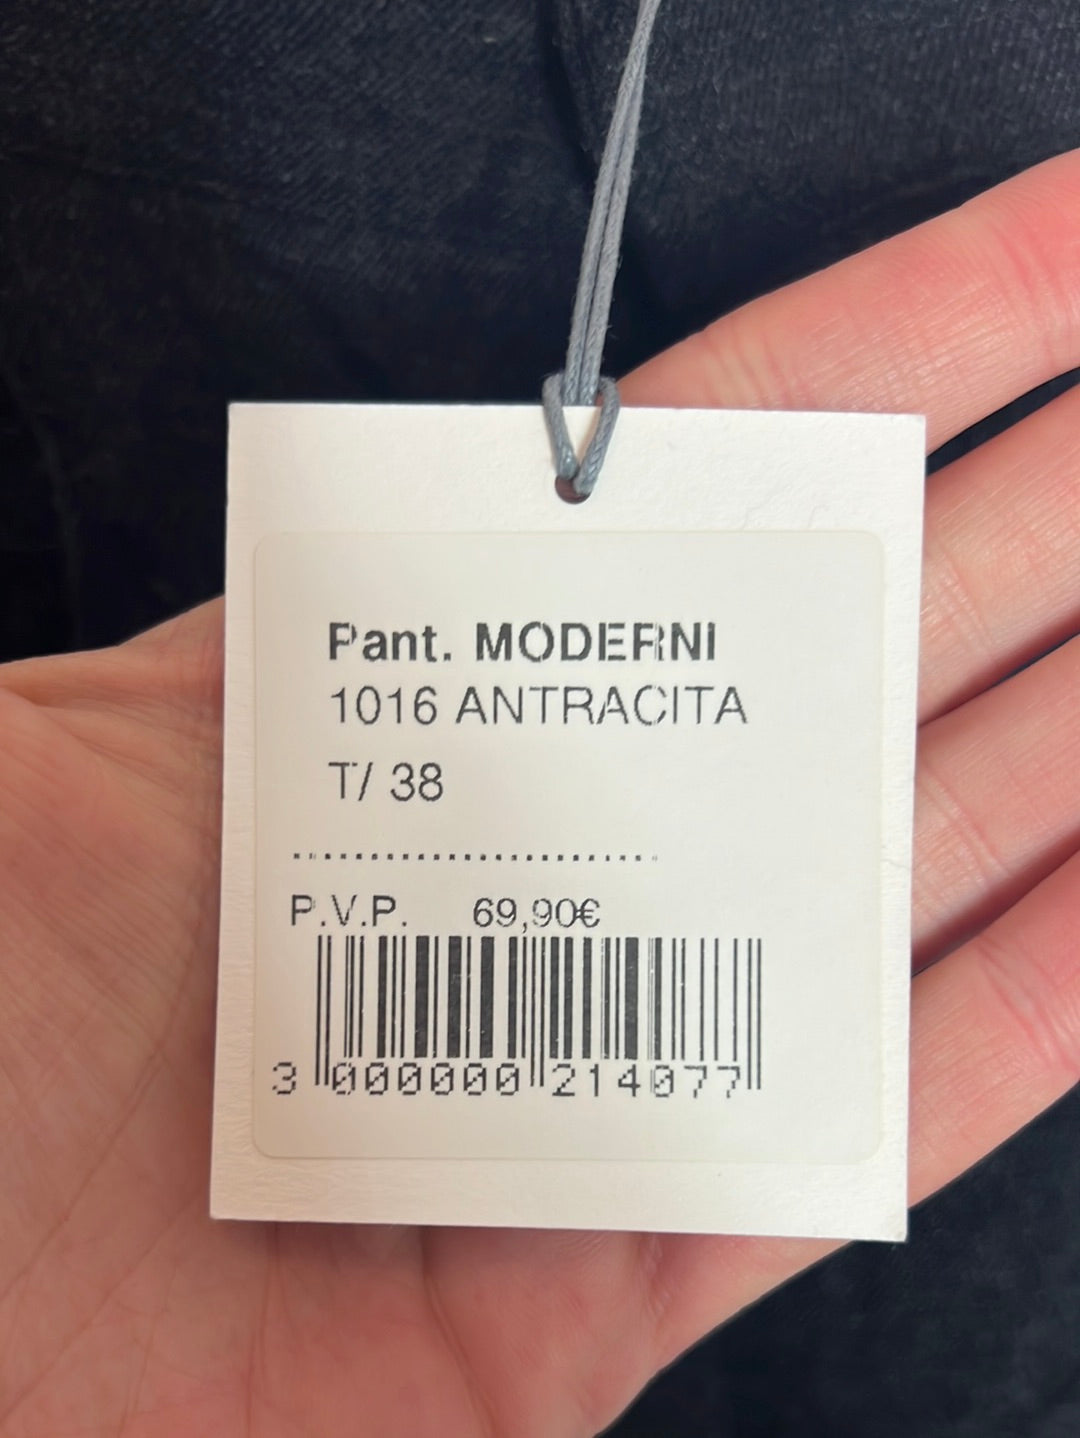 Pant. MODERNI
1016 ANTRACITA
T/ 38
P.V.P. 69,90€
3 000000 214077